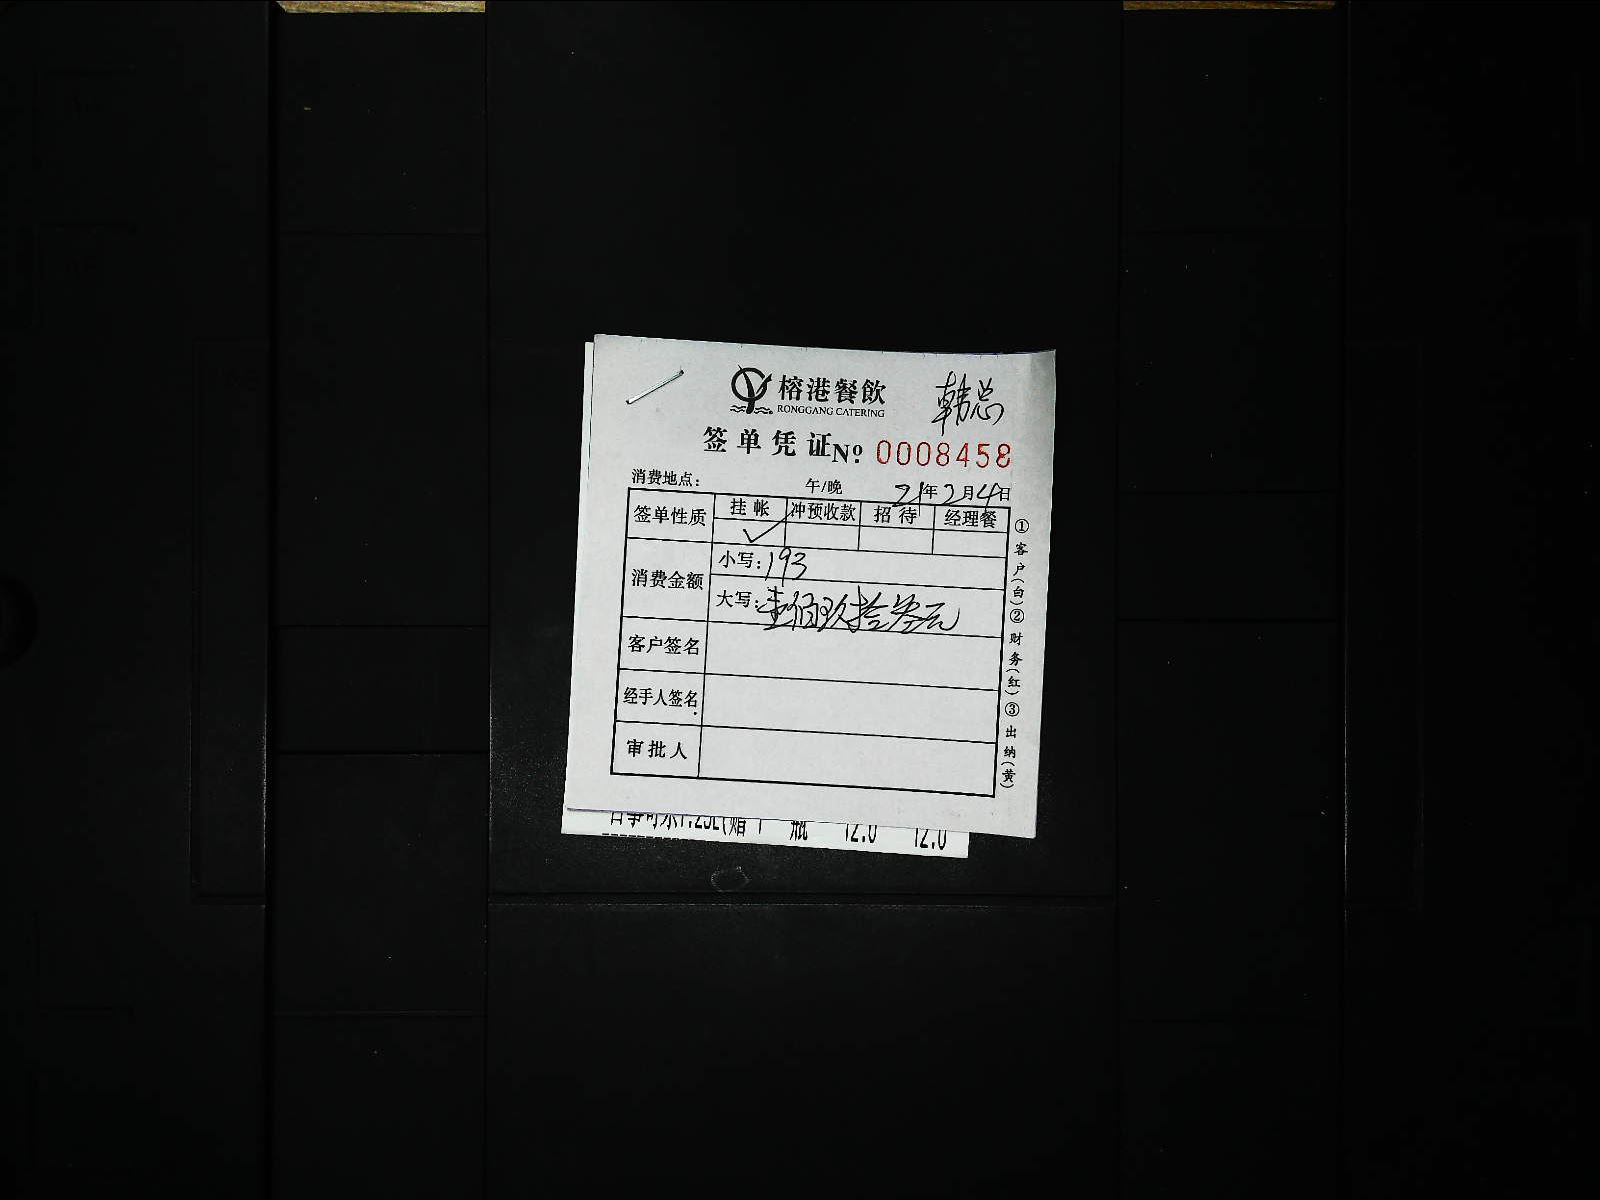 榕港餐飲
RONGGANG CATERING
韩总
签单凭证 № 0008458
消费地点： 午/晚 21年2月4日
签单性质 挂帐 冲预收款 招待 经理餐
✓
消费金额 小写：193
大写：壹佰玖拾叁元
客户签名
经手人签名
审批人
①客户（白）②财务（红）③出纳（黄）
瓶 12.0 12.0